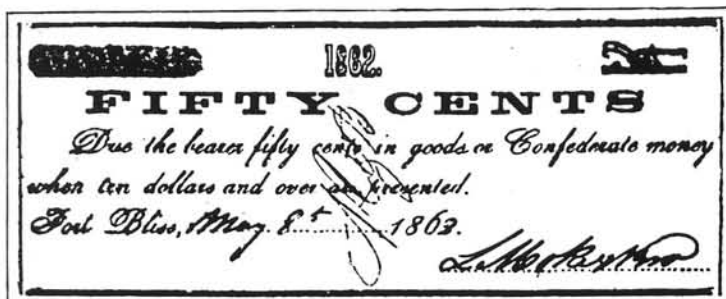 1862.
FIFTY CENTS
Due the bearer fifty cents in goods or Confederate money
when ten dollars and over are presented.
Fort Bliss, May 8th 1863.